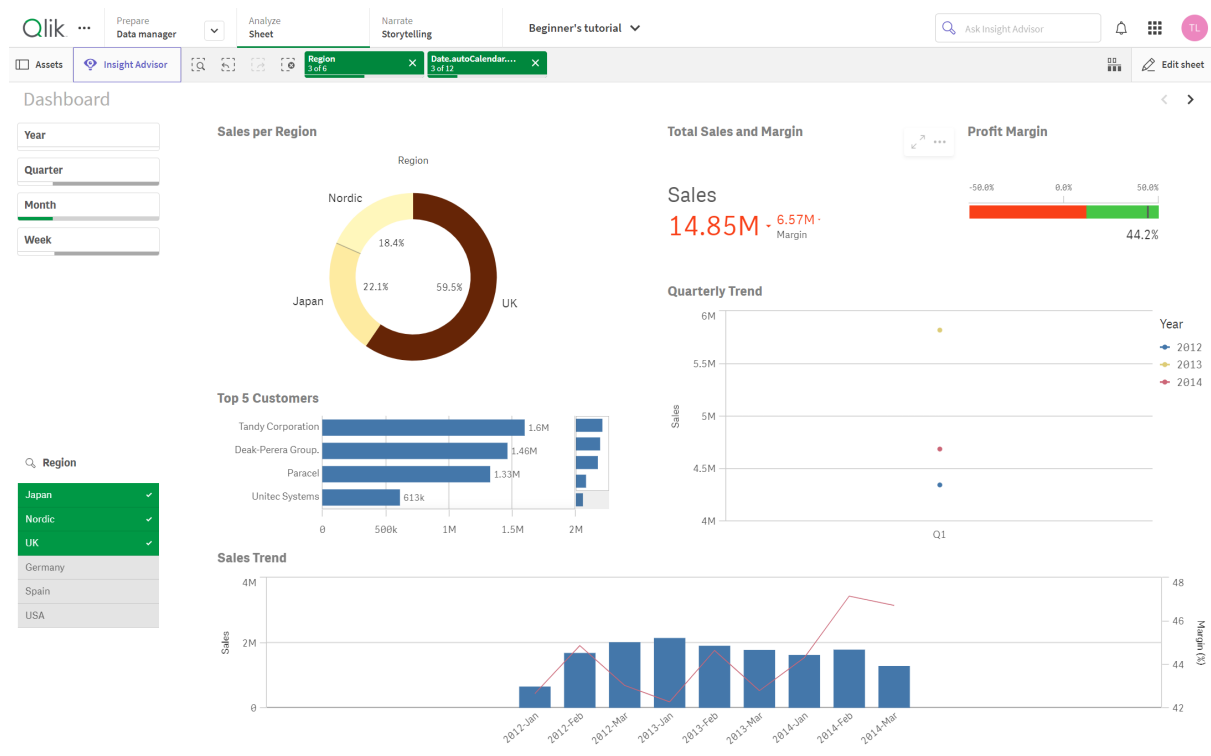 Qlik
Prepare
Data manager
Analyze
Sheet
Narrate
Storytelling
Beginner's tutorial
Ask Insight Advisor
TL
Assets
Insight Advisor
Region
3 of 6
Date.autoCalendar....
3 of 12
Edit sheet
Dashboard
Year
Quarter
Month
Week
Region
Japan
Nordic
UK
Germany
Spain
USA
Sales per Region
Region
Nordic
18.4%
22.1%
59.5%
Japan
UK
Total Sales and Margin
Sales
14.85M
6.57M
Margin
Profit Margin
-50.0%
0.0%
50.0%
44.2%
Top 5 Customers
Tandy Corporation
1.6M
Deak-Perera Group.
1.46M
Paracel
1.33M
Unitec Systems
613k
0
500k
1M
1.5M
2M
Quarterly Trend
6M
5.5M
5M
4.5M
4M
Sales
Q1
Year
2012
2013
2014
Sales Trend
4M
2M
0
Sales
2012-Jan
2012-Feb
2012-Mar
2013-Jan
2013-Feb
2013-Mar
2014-Jan
2014-Feb
2014-Mar
48
46
44
42
Margin (%)